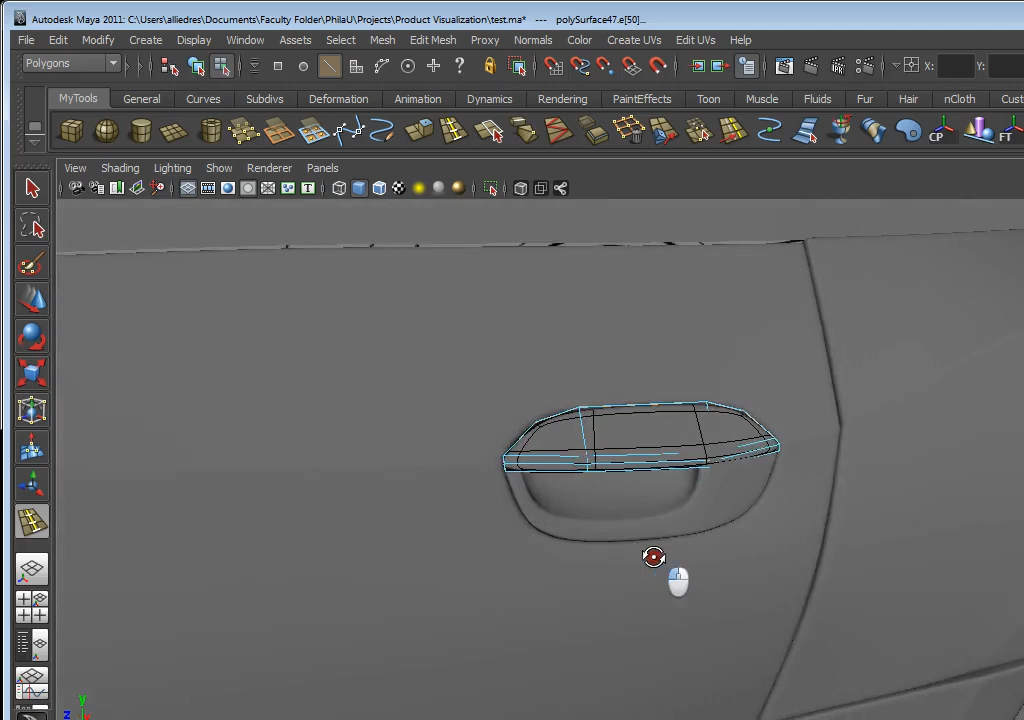 Autodesk Maya 2011: C:\Users\alliedres\Documents\Faculty Folder\PhilaU\Projects\Product Visualization\test.ma* --- polySurface47.e[50]...
File Edit Modify Create Display Window Assets Select Mesh Edit Mesh Proxy Normals Color Create UVs Edit UVs Help
Polygons X: Y:
MyTools General Curves Subdivs Deformation Animation Dynamics Rendering PaintEffects Toon Muscle Fluids Fur Hair nCloth Cust
CP FT
View Shading Lighting Show Renderer Panels
T
y
z